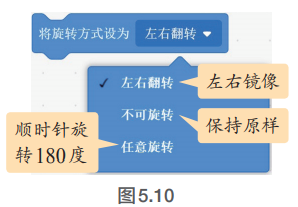 将旋转方式设为 左右翻转
✓ 左右翻转
左右镜像
不可旋转
保持原样
顺时针旋
转180度
任意旋转
图5.10